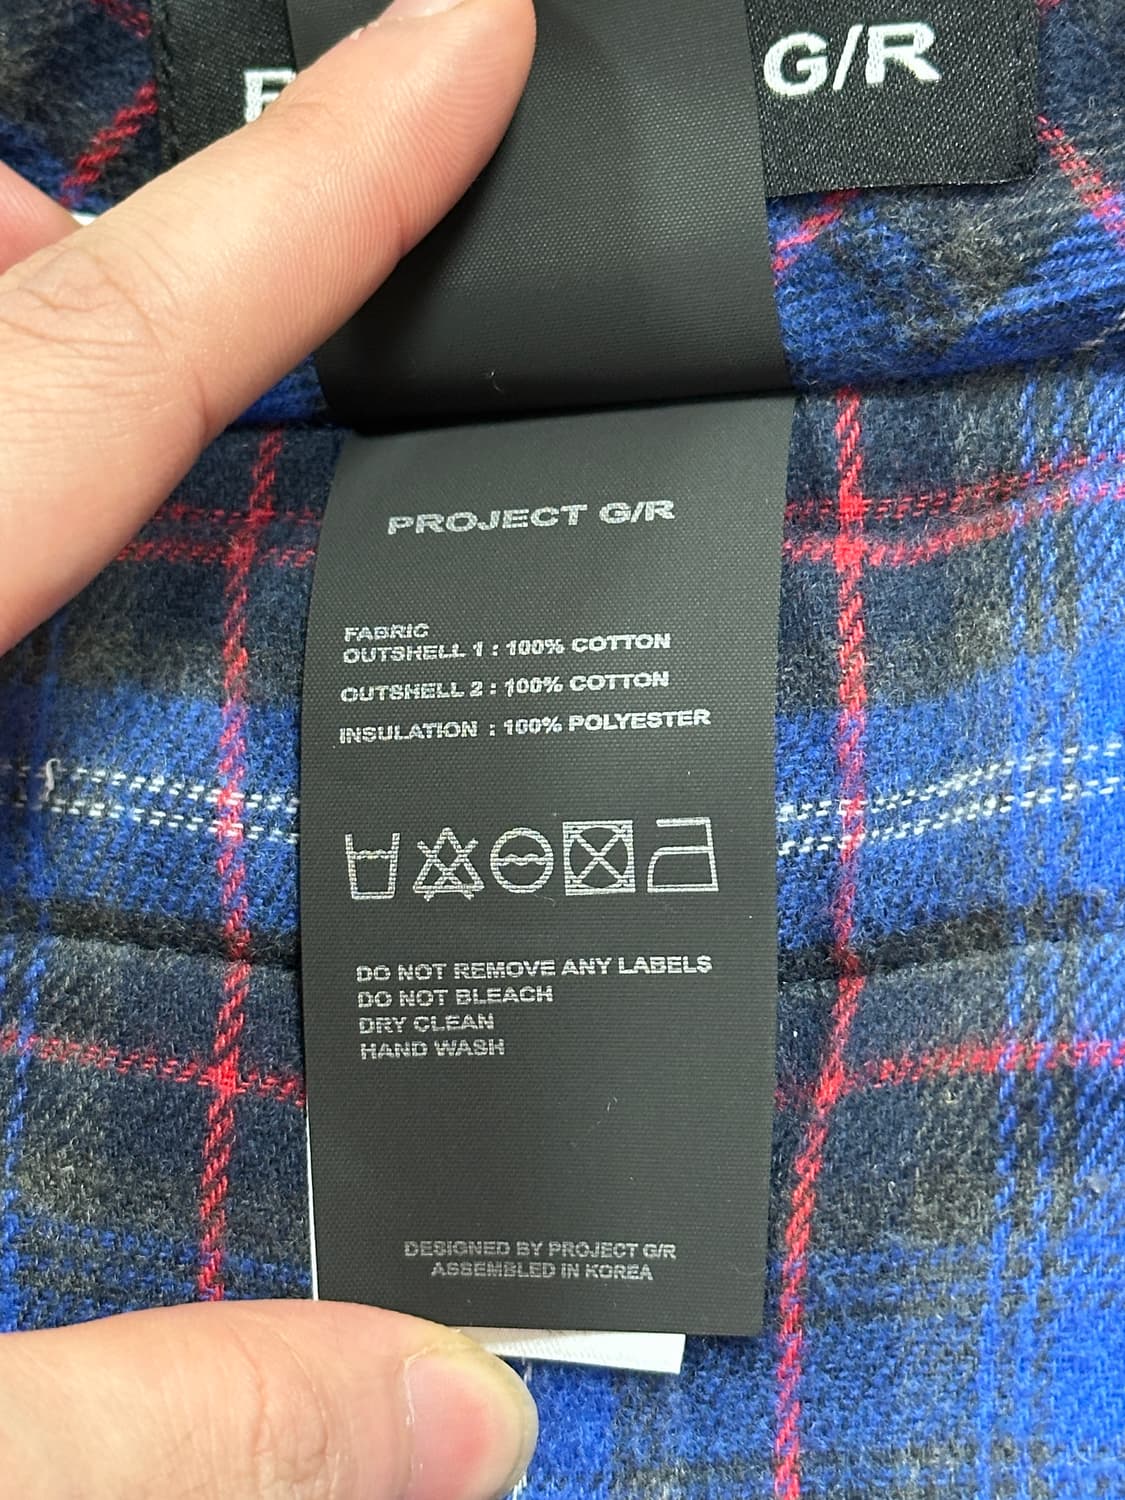 G/R
PROJECT G/R
FABRIC
OUTSHELL 1 : 100% COTTON
OUTSHELL 2 : 100% COTTON
INSULATION : 100% POLYESTER
DO NOT REMOVE ANY LABELS
DO NOT BLEACH
DRY CLEAN
HAND WASH
DESIGNED BY PROJECT G/R
ASSEMBLED IN KOREA